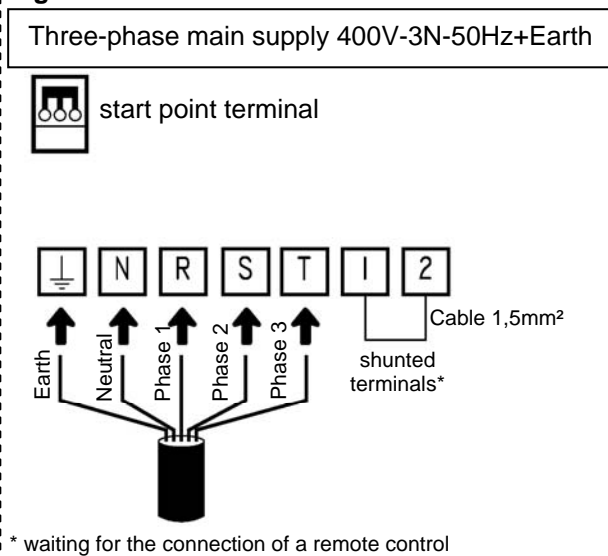 Three-phase main supply 400V-3N-50Hz+Earth
start point terminal
N R S T 1 2
Earth
Neutral
Phase 1
Phase 2
Phase 3
Cable 1,5mm²
shunted
terminals*
* waiting for the connection of a remote control